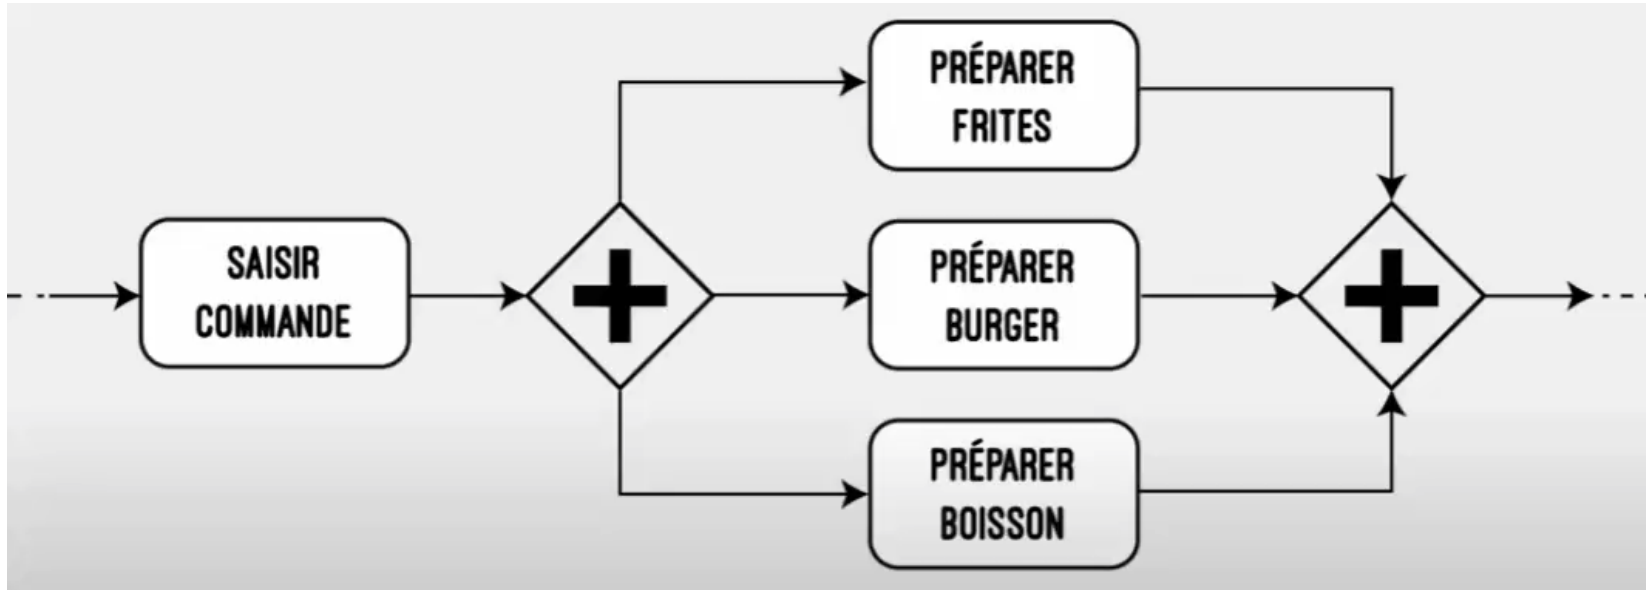 SAISIR
COMMANDE
PRÉPARER
FRITES
PRÉPARER
BURGER
PRÉPARER
BOISSON